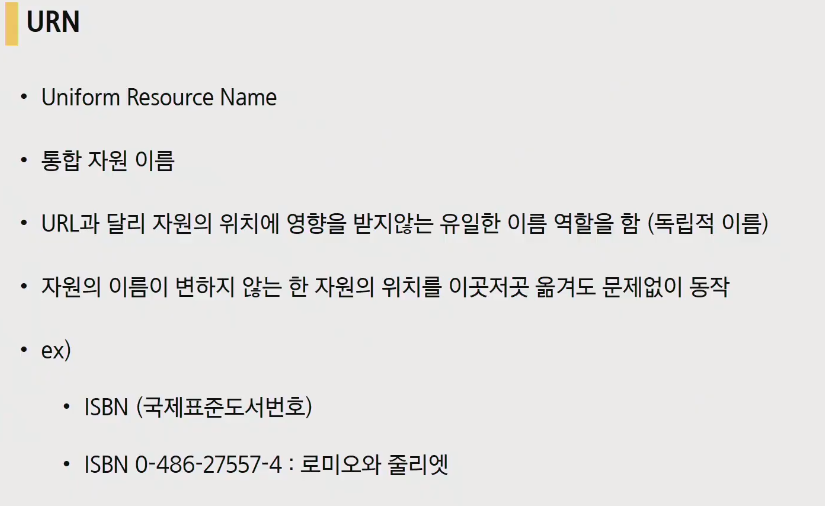 URN
• Uniform Resource Name
• 통합 자원 이름
• URL과 달리 자원의 위치에 영향을 받지않는 유일한 이름 역할을 함 (독립적 이름)
• 자원의 이름이 변하지 않는 한 자원의 위치를 이곳저곳 옮겨도 문제없이 동작
• ex)
• ISBN (국제표준도서번호)
• ISBN 0-486-27557-4 : 로미오와 줄리엣